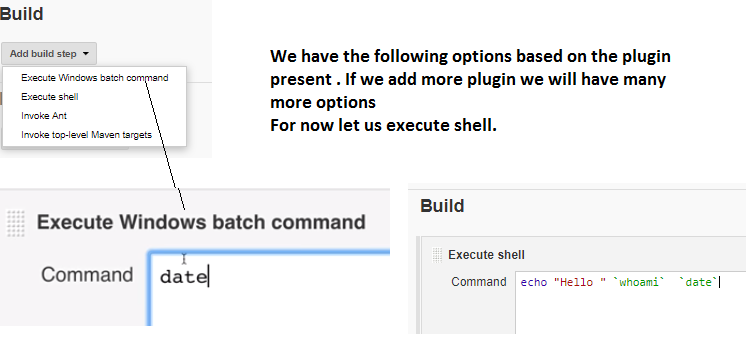 Build
Add build step
Execute Windows batch command
Execute shell
Invoke Ant
Invoke top-level Maven targets
We have the following options based on the plugin
present . If we add more plugin we will have many
more options
For now let us execute shell.
Execute Windows batch command
Command date
Build
Execute shell
Command echo "Hello " `whoami`  `date`